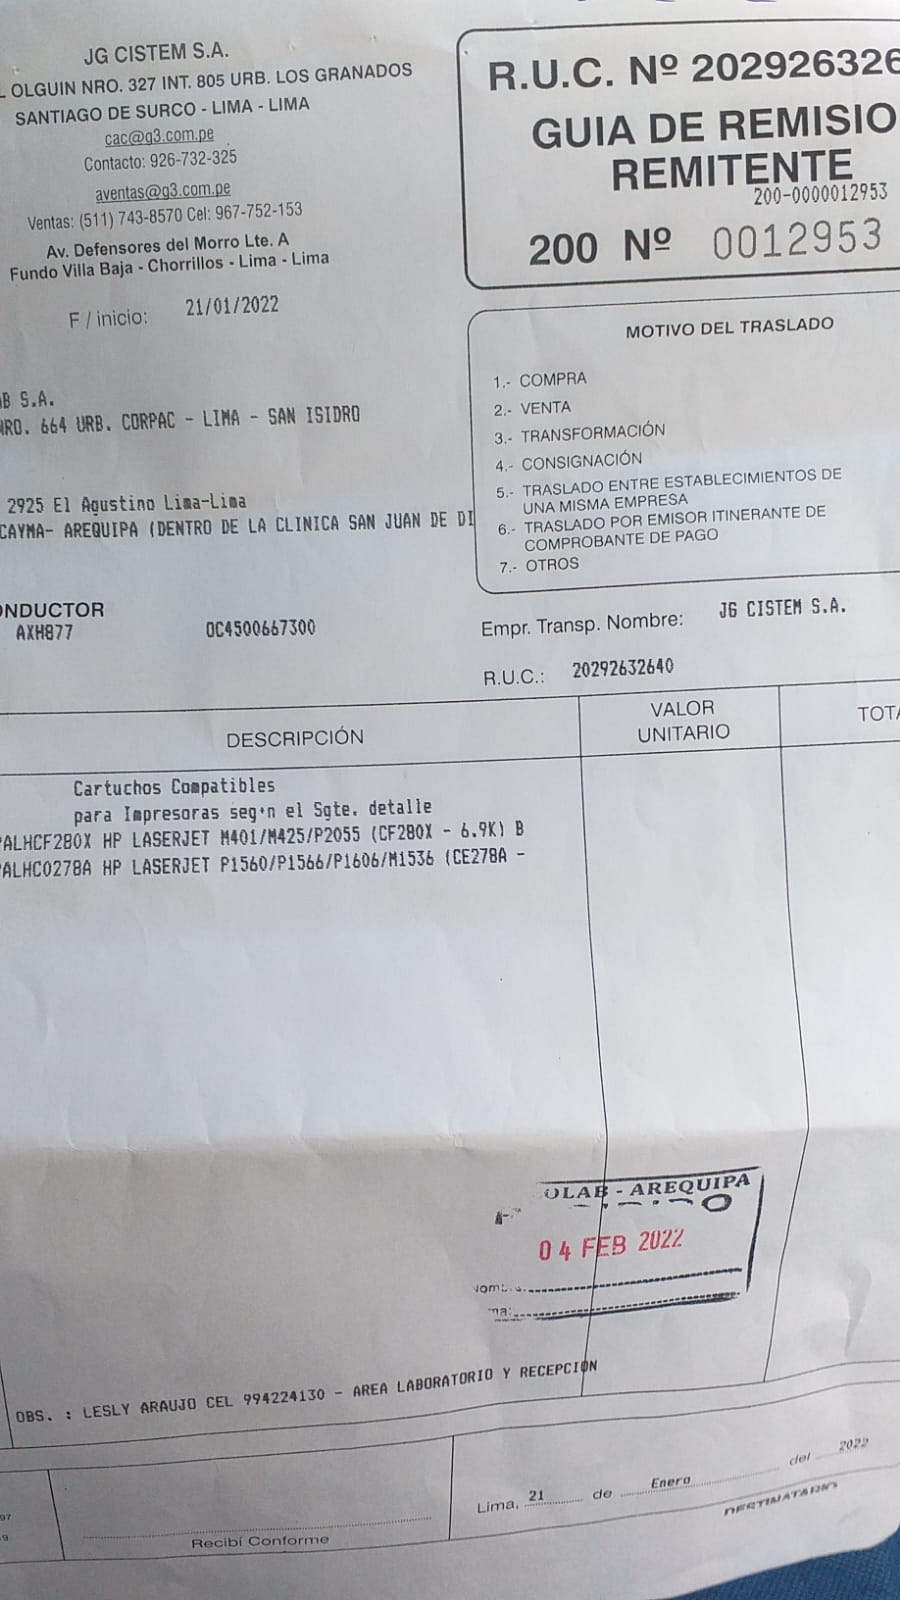 JG CISTEM S.A.
L OLGUIN NRO. 327 INT. 805 URB. LOS GRANADOS
SANTIAGO DE SURCO - LIMA - LIMA
cac@g3.com.pe
Contacto: 926-732-325
aventas@g3.com.pe
Ventas: (511) 743-8570 Cel: 967-752-153
Av. Defensores del Morro Lte. A
Fundo Villa Baja - Chorrillos - Lima - Lima
F / inicio: 21/01/2022
R.U.C. Nº 202926326
GUIA DE REMISIO
REMITENTE
200-0000012953
200 Nº 0012953
MOTIVO DEL TRASLADO
1.- COMPRA
2.- VENTA
3.- TRANSFORMACIÓN
4.- CONSIGNACIÓN
5.- TRASLADO ENTRE ESTABLECIMIENTOS DE
UNA MISMA EMPRESA
6.- TRASLADO POR EMISOR ITINERANTE DE
COMPROBANTE DE PAGO
7.- OTROS
B S.A.
NRO. 664 URB. CORPAC - LIMA - SAN ISIDRO
2925 El Agustino Lima-Lima
CAYMA- AREQUIPA (DENTRO DE LA CLINICA SAN JUAN DE DI
ONDUCTOR
AXH877 OC4500667300
Empr. Transp. Nombre: JG CISTEM S.A.
R.U.C.: 20292632640
DESCRIPCIÓN
VALOR
UNITARIO
TOTA
Cartuchos Compatibles
para Impresoras seg·n el Sgte. detalle
PALHCF280X HP LASERJET M401/M425/P2055 (CF280X - 6.9K) B
PALHC0278A HP LASERJET P1560/P1566/P1606/M1536 (CE278A -
OLAB - AREQUIPA
04 FEB 2022
OBS. : LESLY ARAUJO CEL 994224130 - AREA LABORATORIO Y RECEPCION
97
9
Recibí Conforme
Lima, 21 de Enero del 2022
DESTINATARIO